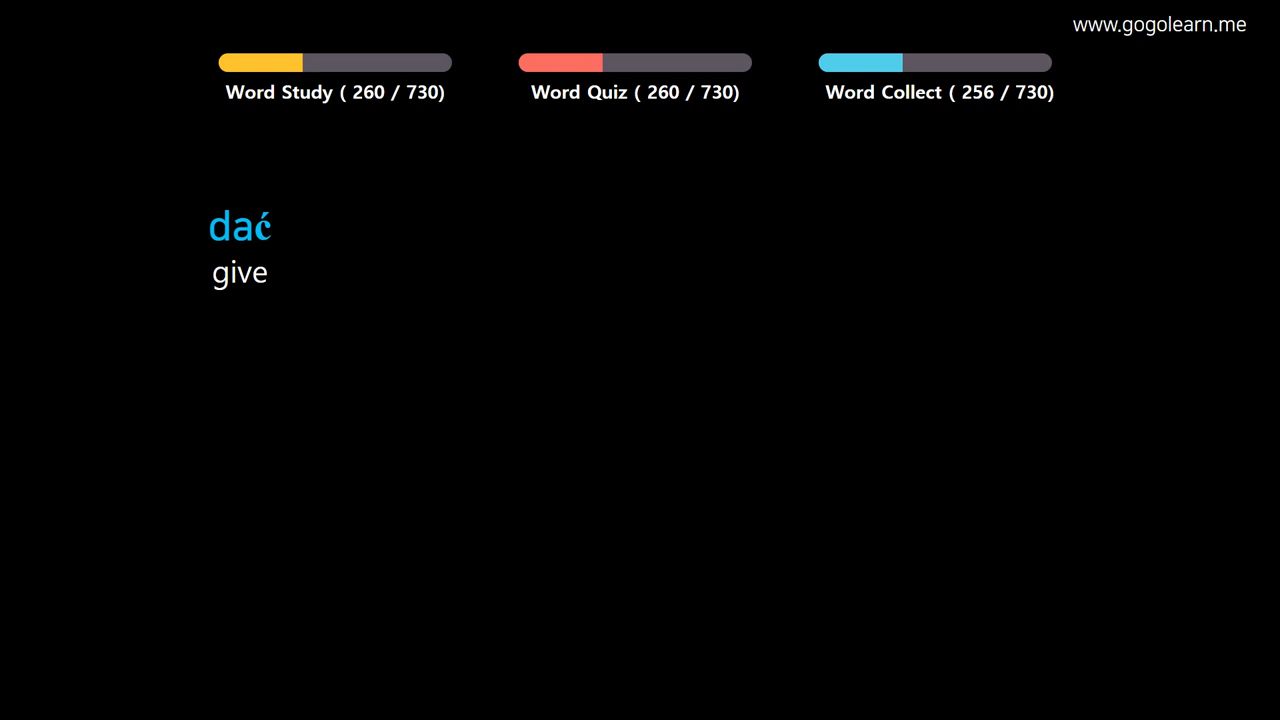 www.gogolearn.me
Word Study ( 260 / 730)
Word Quiz ( 260 / 730)
Word Collect ( 256 / 730)
dać
give